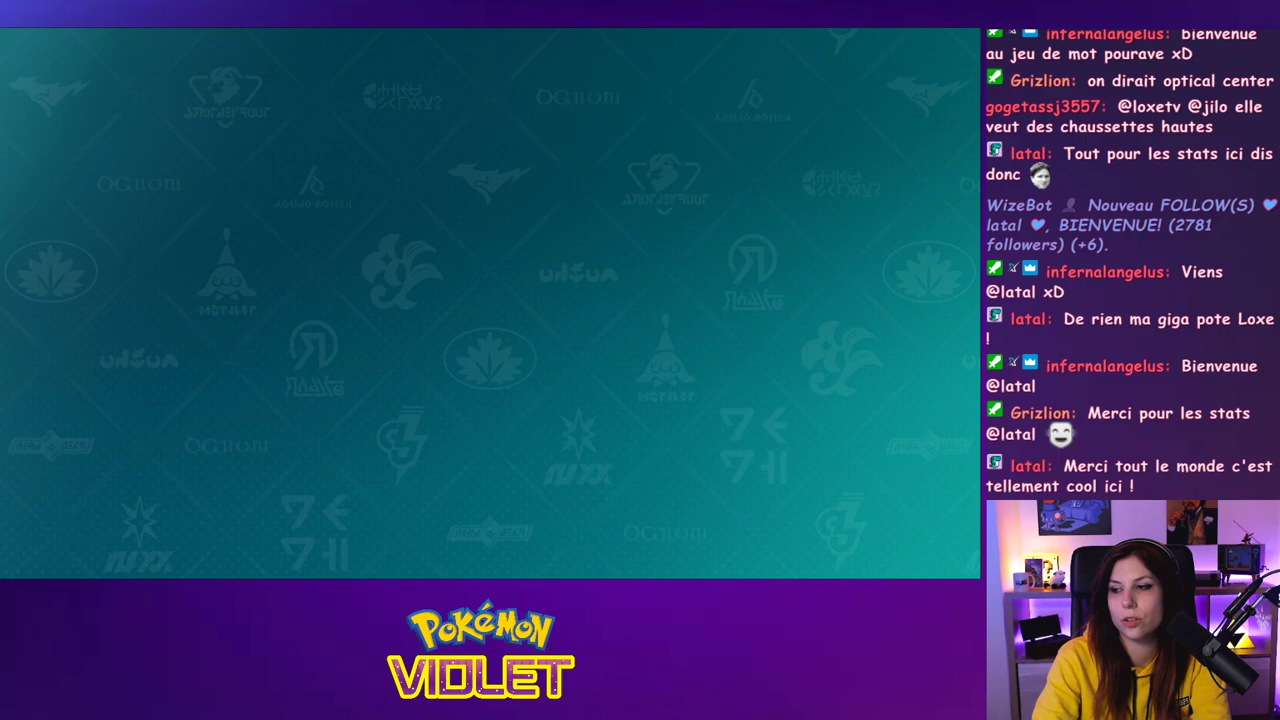 infernalangelus: bienvenue
au jeu de mot pourave xD
Grizlion: on dirait optical center
gogetassj3557: @loxetv @jilo elle
veut des chaussettes hautes
latal: Tout pour les stats ici dis
donc
WizeBot Nouveau FOLLOW(S)
latal , BIENVENUE! (2781
followers) (+6).
infernalangelus: Viens
@latal xD
latal: De rien ma giga pote Loxe
!
infernalangelus: Bienvenue
@latal
Grizlion: Merci pour les stats
@latal
latal: Merci tout le monde c'est
tellement cool ici !
POKéMON
VIOLET